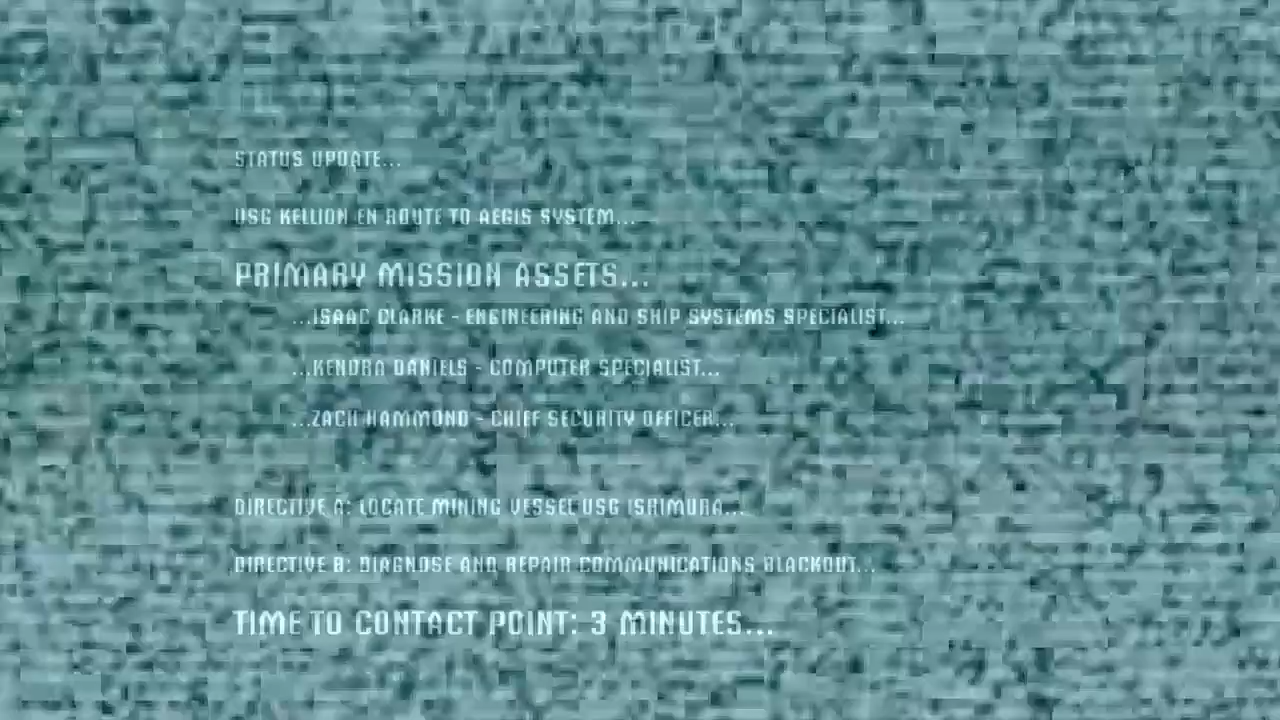 STATUS UPDATE...
USG KELLION EN ROUTE TO AEGIS SYSTEM...
PRIMARY MISSION ASSETS...
...ISAAC CLARKE - ENGINEERING AND SHIP SYSTEMS SPECIALIST...
...KENDRA DANIELS - COMPUTER SPECIALIST...
...ZACH HAMMOND - CHIEF SECURITY OFFICER...
DIRECTIVE A: LOCATE MINING VESSEL USG ISHIMURA...
DIRECTIVE B: DIAGNOSE AND REPAIR COMMUNICATIONS BLACKOUT...
TIME TO CONTACT POINT: 3 MINUTES...